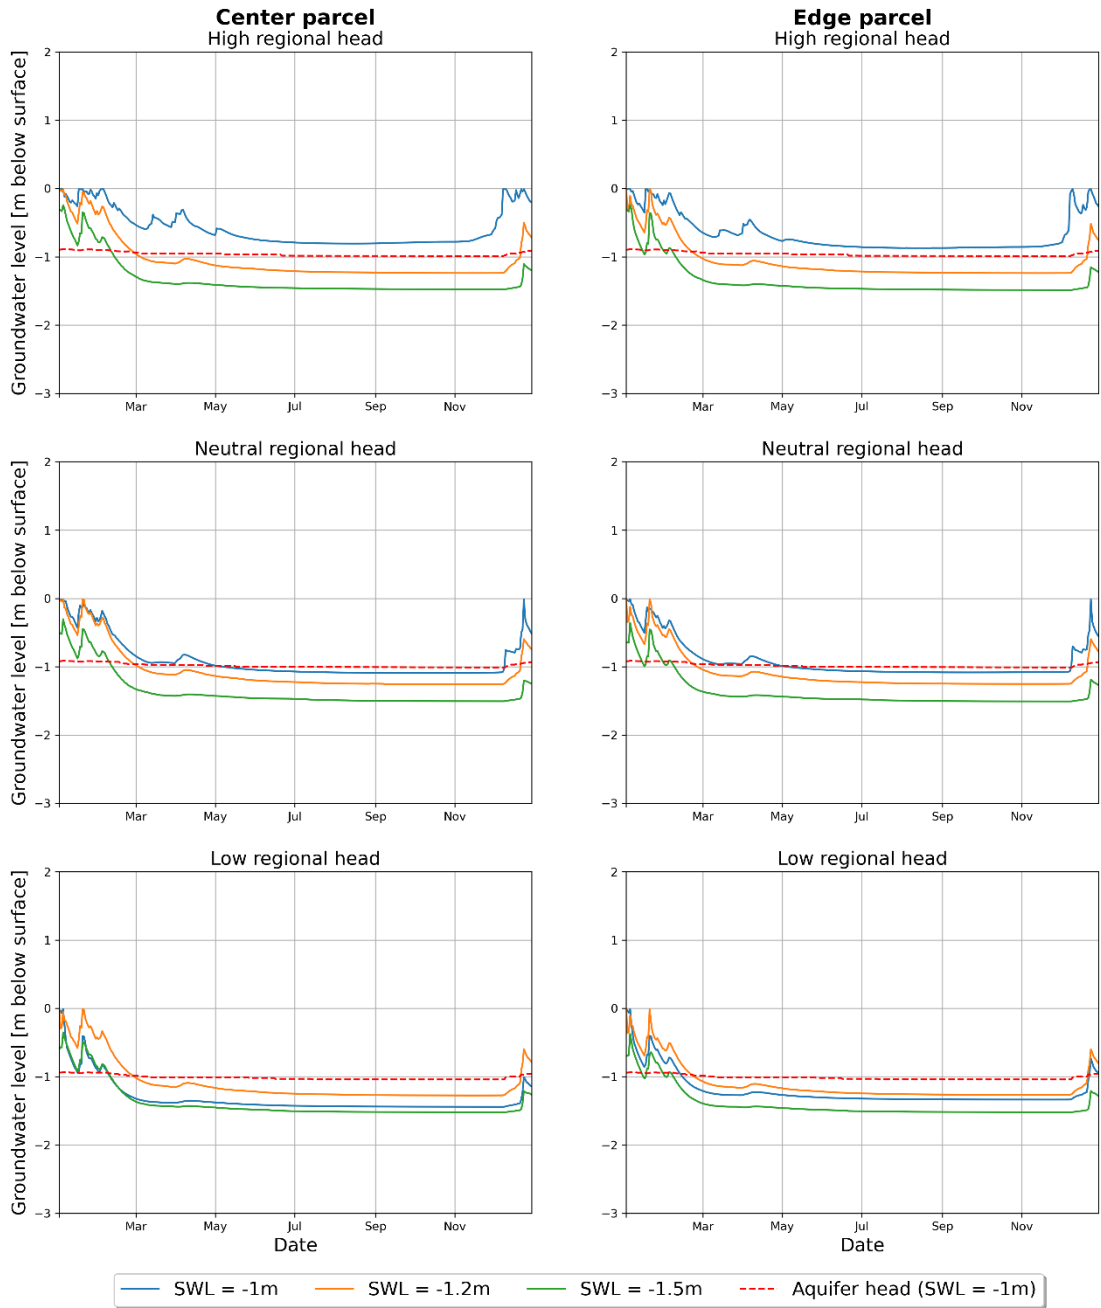 Center parcel
High regional head
Groundwater level [m below surface]
2
1
0
−1
−2
−3
Mar May Jul Sep Nov
Edge parcel
High regional head
2
1
0
−1
−2
−3
Mar May Jul Sep Nov
Neutral regional head
Groundwater level [m below surface]
2
1
0
−1
−2
−3
Mar May Jul Sep Nov
Neutral regional head
2
1
0
−1
−2
−3
Mar May Jul Sep Nov
Low regional head
Groundwater level [m below surface]
2
1
0
−1
−2
−3
Mar May Jul Sep Nov
Date
Low regional head
2
1
0
−1
−2
−3
Mar May Jul Sep Nov
Date
SWL = -1m SWL = -1.2m SWL = -1.5m Aquifer head (SWL = -1m)